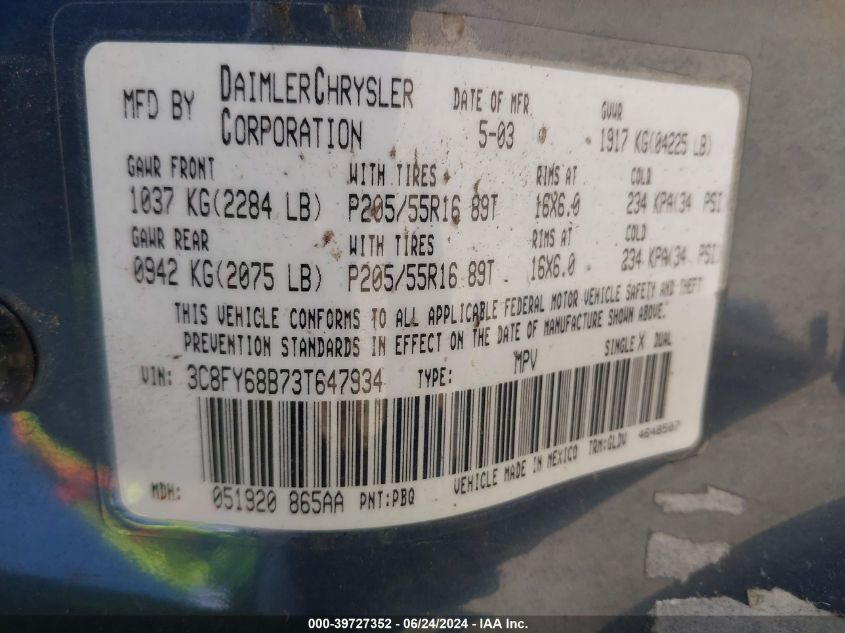 MFD BY DAIMLERCHRYSLER CORPORATION DATE OF MFR 5-03 GVWR 1917 KG(04225 LB)
GAWR FRONT WITH TIRES RIMS AT COLD
1037 KG(2284 LB) P205/55R16 89T 16X6.0 234 KPA(34 PSI)
GAWR REAR WITH TIRES RIMS AT COLD
0942 KG(2075 LB) P205/55R16 89T 16X6.0 234 KPA(34 PSI)
THIS VEHICLE CONFORMS TO ALL APPLICABLE FEDERAL MOTOR VEHICLE SAFETY AND THEFT
PREVENTION STANDARDS IN EFFECT ON THE DATE OF MANUFACTURE SHOWN ABOVE.
VIN: 3C8FY68B73T647934 TYPE: MPV SINGLE X DUAL
MDH: 051920 865AA PNT:PBQ VEHICLE MADE IN MEXICO TRM:GLDV 4648507
000-39727352 - 06/24/2024 - IAAI.com